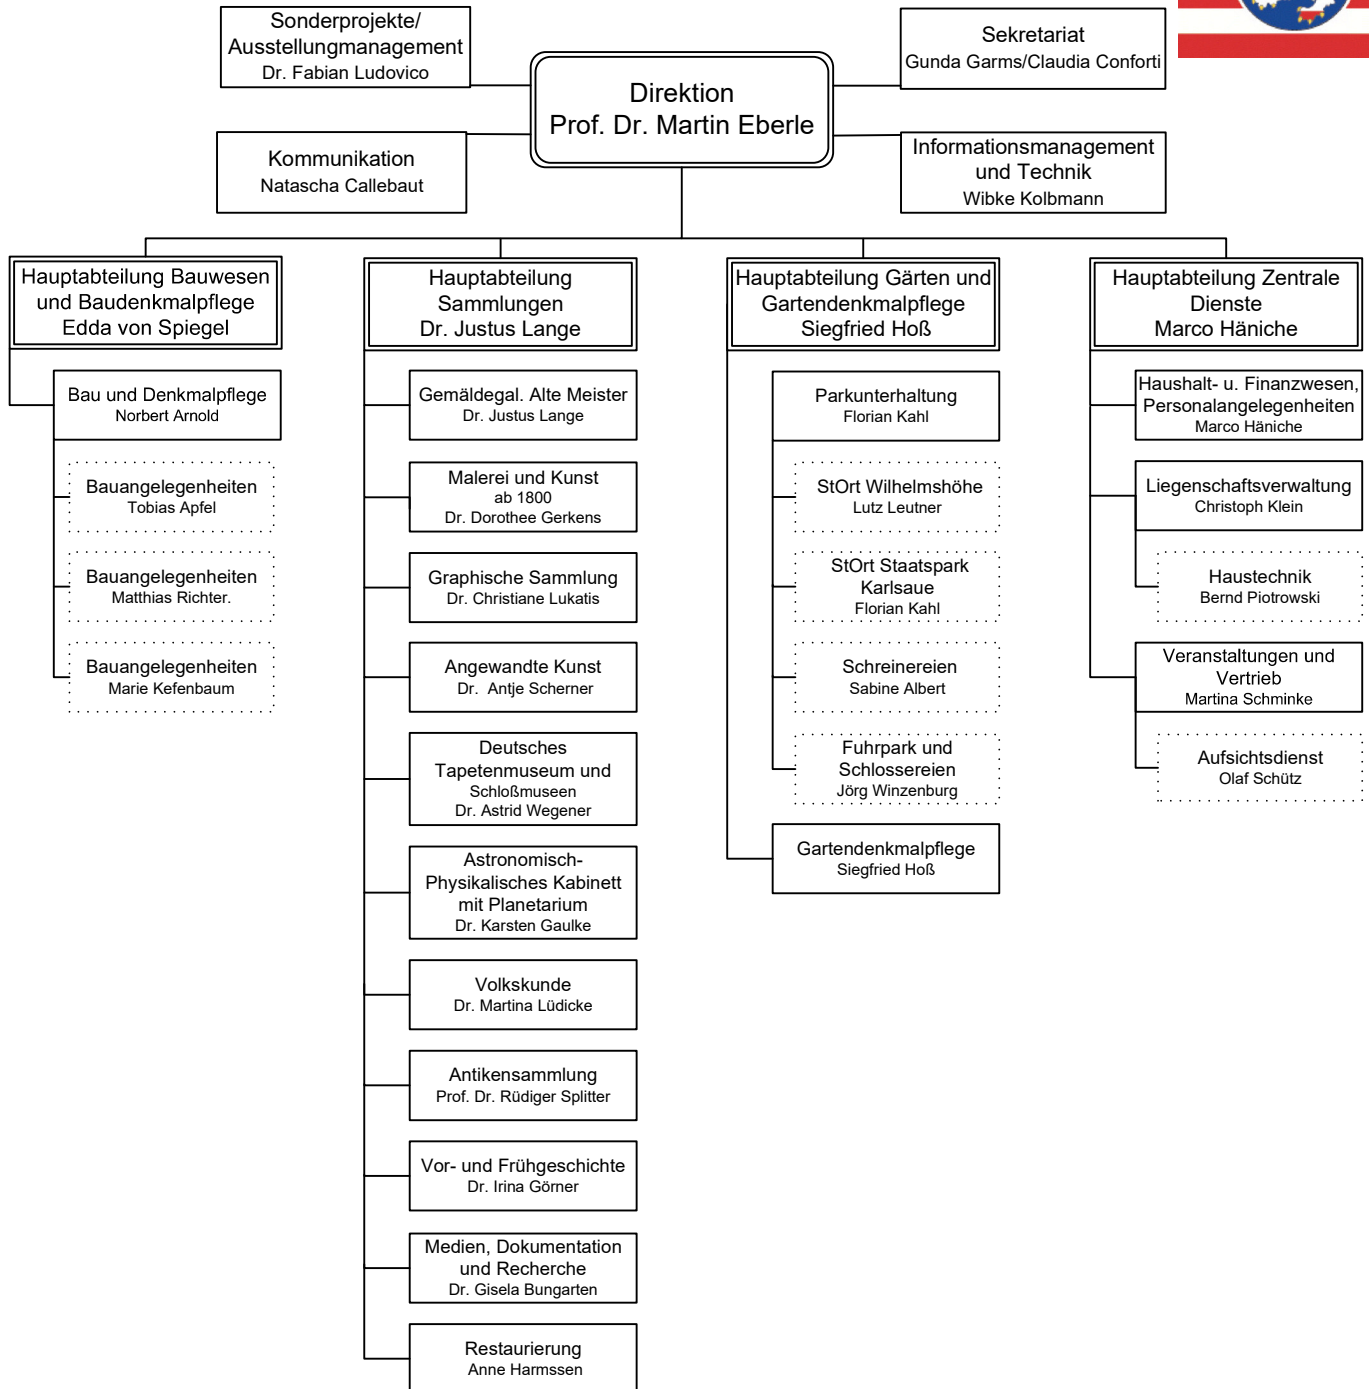 Sonderprojekte/
Ausstellungmanagement
Dr. Fabian Ludovico
Sekretariat
Gunda Garms/Claudia Conforti
Direktion
Prof. Dr. Martin Eberle
Kommunikation
Natascha Callebaut
Informationsmanagement
und Technik
Wibke Kolbmann
Hauptabteilung Bauwesen
und Baudenkmalpflege
Edda von Spiegel
Bau und Denkmalpflege
Norbert Arnold
Bauangelegenheiten
Tobias Apfel
Bauangelegenheiten
Matthias Richter.
Bauangelegenheiten
Marie Kefenbaum
Hauptabteilung
Sammlungen
Dr. Justus Lange
Gemäldegal. Alte Meister
Dr. Justus Lange
Malerei und Kunst
ab 1800
Dr. Dorothee Gerkens
Graphische Sammlung
Dr. Christiane Lukatis
Angewandte Kunst
Dr. Antje Scherner
Deutsches
Tapetenmuseum und
Schloßmuseen
Dr. Astrid Wegener
Astronomisch-
Physikalisches Kabinett
mit Planetarium
Dr. Karsten Gaulke
Volkskunde
Dr. Martina Lüdicke
Antikensammlung
Prof. Dr. Rüdiger Splitter
Vor- und Frühgeschichte
Dr. Irina Görner
Medien, Dokumentation
und Recherche
Dr. Gisela Bungarten
Restaurierung
Anne Harmssen
Hauptabteilung Gärten und
Gartendenkmalpflege
Siegfried Hoß
Parkunterhaltung
Florian Kahl
StOrt Wilhelmshöhe
Lutz Leutner
StOrt Staatspark
Karlsaue
Florian Kahl
Schreinereien
Sabine Albert
Fuhrpark und
Schlossereien
Jörg Winzenburg
Gartendenkmalpflege
Siegfried Hoß
Hauptabteilung Zentrale
Dienste
Marco Häniche
Haushalt- u. Finanzwesen,
Personalangelegenheiten
Marco Häniche
Liegenschaftsverwaltung
Christoph Klein
Haustechnik
Bernd Piotrowski
Veranstaltungen und
Vertrieb
Martina Schminke
Aufsichtsdienst
Olaf Schütz